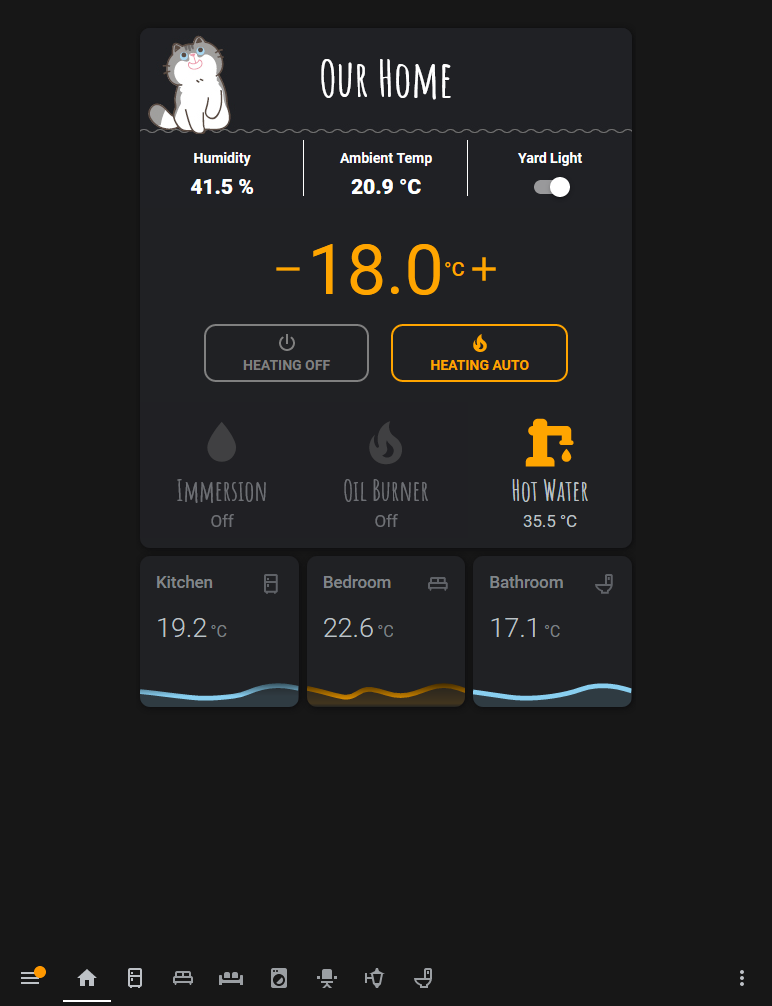 Our Home
Humidity Ambient Temp Yard Light
41.5 % 20.9 °C
−18.0 °C +
HEATING OFF HEATING AUTO
Immersion Oil Burner Hot Water
Off Off 35.5 °C
Kitchen Bedroom Bathroom
19.2 °C 22.6 °C 17.1 °C